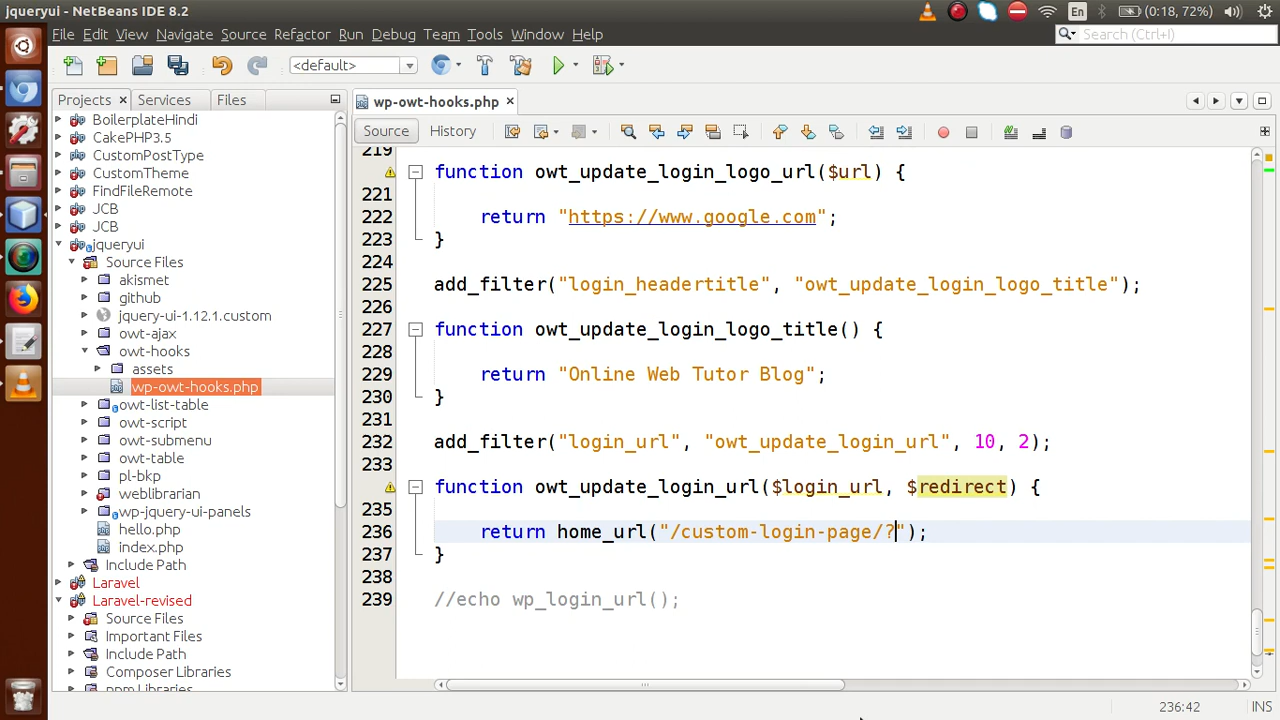 jqueryui - NetBeans IDE 8.2
En
(0:18, 72%)
File Edit View Navigate Source Refactor Run Debug Team Tools Window Help
Search (Ctrl+I)
<default>
Projects
Services
Files
wp-owt-hooks.php
Source
History
BoilerplateHindi
CakePHP3.5
CustomPostType
CustomTheme
FindFileRemote
JCB
JCB
jqueryui
Source Files
akismet
github
jquery-ui-1.12.1.custom
owt-ajax
owt-hooks
assets
wp-owt-hooks.php
owt-list-table
owt-script
owt-submenu
owt-table
pl-bkp
weblibrarian
wp-jquery-ui-panels
hello.php
index.php
Include Path
Laravel
Laravel-revised
Source Files
Important Files
Include Path
Composer Libraries
npm Libraries
219
function owt_update_login_logo_url($url) {
221
222 return "https://www.google.com";
223 }
224
225 add_filter("login_headertitle", "owt_update_login_logo_title");
226
227 function owt_update_login_logo_title() {
228
229 return "Online Web Tutor Blog";
230 }
231
232 add_filter("login_url", "owt_update_login_url", 10, 2);
233
function owt_update_login_url($login_url, $redirect) {
235
236 return home_url("/custom-login-page/?");
237 }
238
239 //echo wp_login_url();
236:42
INS